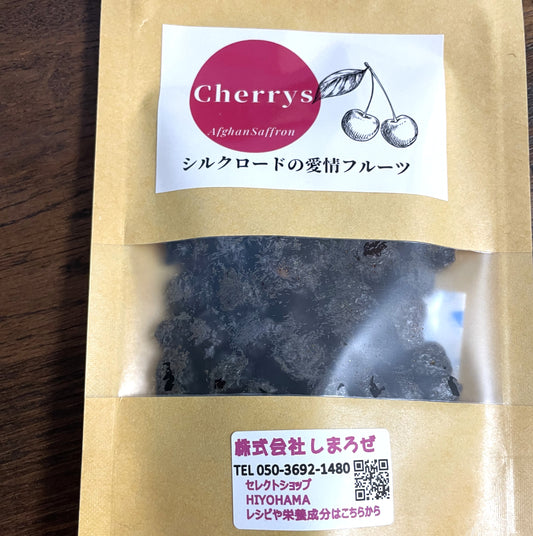 Cherrys
AfghanSaffron
シルクロードの愛情フルーツ
株式会社しまろぜ
TEL 050-3692-1480
セレクトショップ
HIYOHAMA
レシピや栄養成分はこちらから